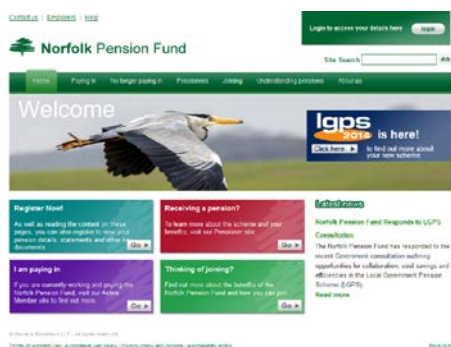 Contact us | Employers | Help
Login to access your details here login
Norfolk Pension Fund
Site Search GO
Home Paying in No longer paying in Pensioners Joining Understanding pensions About us
Welcome
lgps
2014 is here!
Click here to find out more about
your new scheme
Register Now!
As well as reading the content on these
pages, you can also register to view your
pension details, statements and other
documents.
Go
Receiving a pension?
To learn more about the scheme and your
benefits, visit our Pensioner site.
Go
I am paying in
If you are currently working and paying the
Norfolk Pension Fund, visit our Active
Member site to find out more.
Go
Thinking of joining?
Find out more about the benefits of the
Norfolk Pension Fund and how you can join.
Go
Latest news
Norfolk Pension Fund Responds to LGPS
Consultation
The Norfolk Pension Fund has responded to the
recent Government consultation outlining
opportunities for collaboration, cost savings and
efficiencies in the Local Government Pension
Scheme (LGPS).
Read more
All rights reserved
Back to top